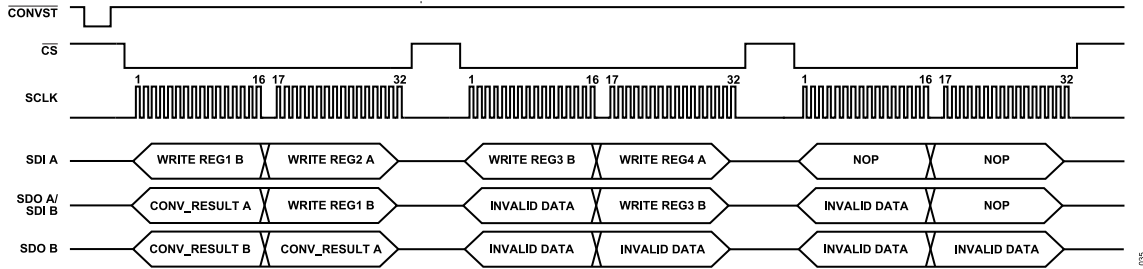 CONVST
CS
1 16 17 32 1 16 17 32 1 16 17 32
SCLK
SDI A WRITE REG1 B WRITE REG2 A WRITE REG3 B WRITE REG4 A NOP NOP
SDO A/
SDI B CONV_RESULT A WRITE REG1 B INVALID DATA WRITE REG3 B INVALID DATA NOP
SDO B CONV_RESULT B CONV_RESULT A INVALID DATA INVALID DATA INVALID DATA INVALID DATA
035